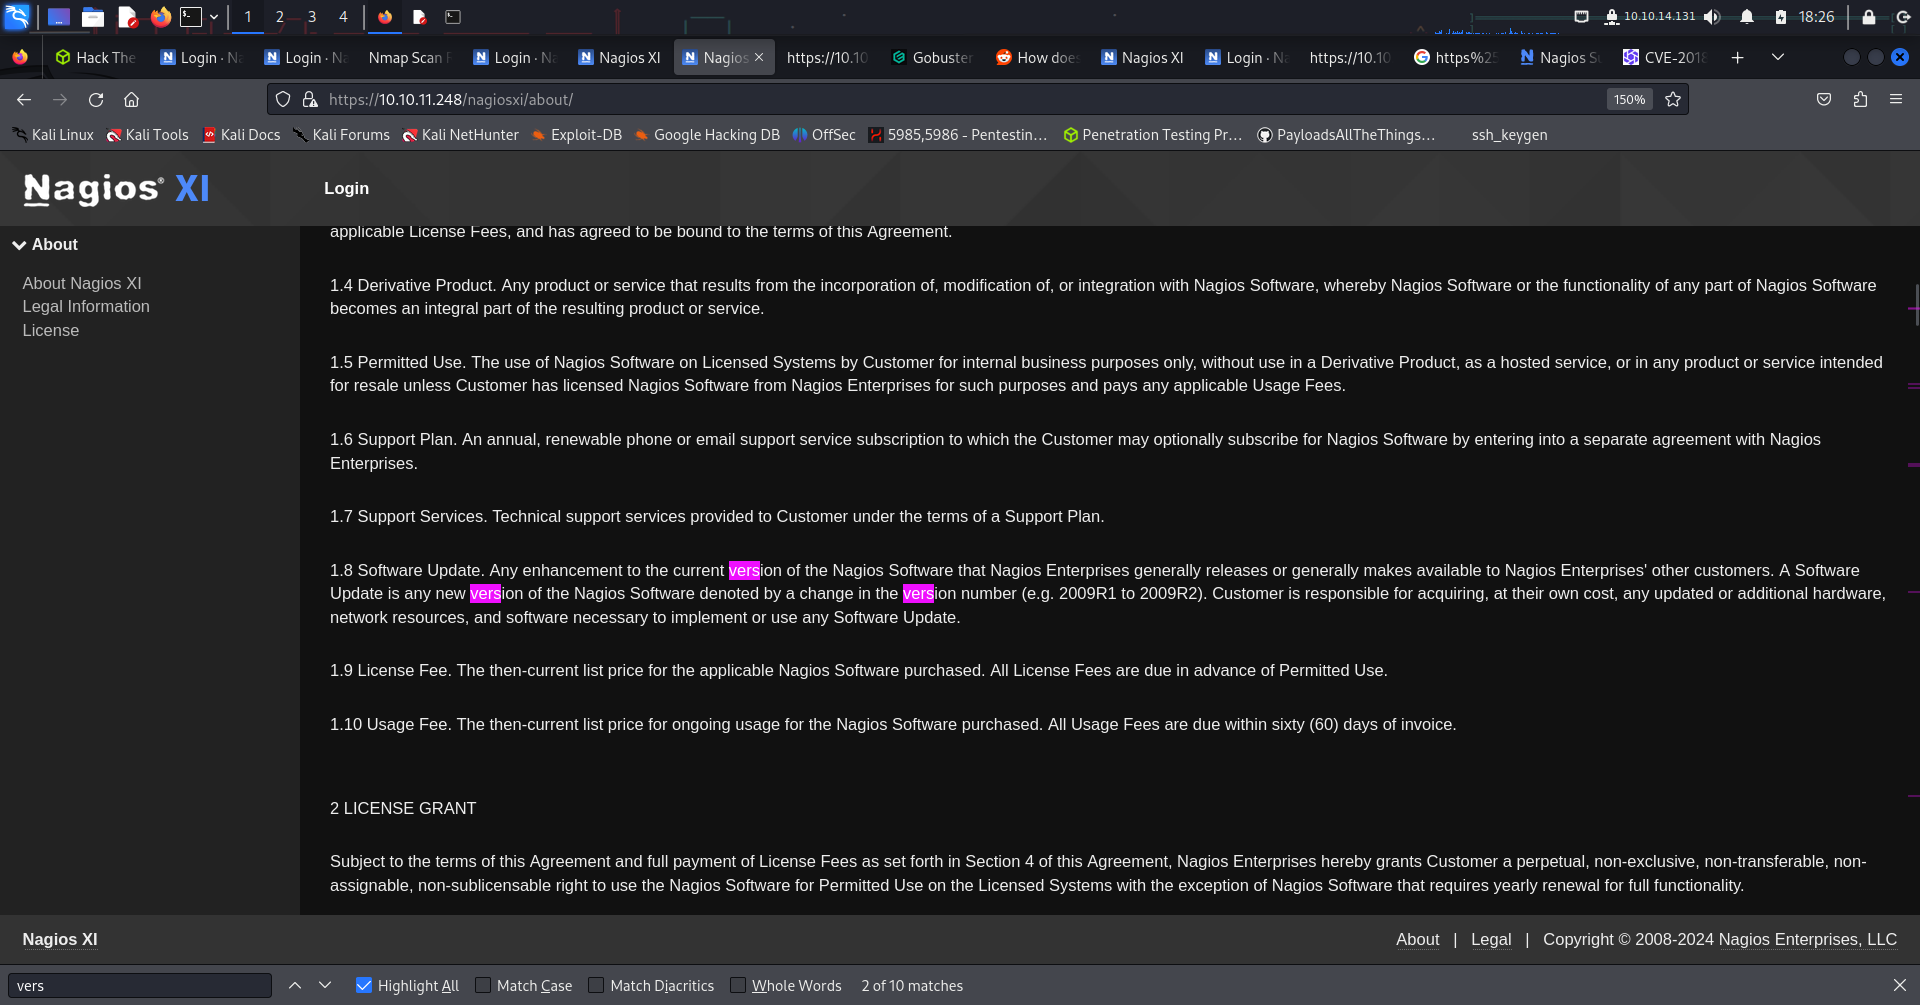 1 2 3 4
10.10.14.131 18:26
Hack The Login · Na Login · Na Nmap Scan R Login · Na Nagios XI Nagios https://10.10 Gobuster How does Nagios XI Login · Na https://10.10 https%25 Nagios Su CVE-2018
https://10.10.11.248/nagiosxi/about/ 150%
Kali Linux Kali Tools Kali Docs Kali Forums Kali NetHunter Exploit-DB Google Hacking DB OffSec 5985,5986 - Pentestin… Penetration Testing Pr… PayloadsAllTheThings… ssh_keygen
Nagios® XI Login
About
About Nagios XI
Legal Information
License
applicable License Fees, and has agreed to be bound to the terms of this Agreement.
1.4 Derivative Product. Any product or service that results from the incorporation of, modification of, or integration with Nagios Software, whereby Nagios Software or the functionality of any part of Nagios Software
becomes an integral part of the resulting product or service.
1.5 Permitted Use. The use of Nagios Software on Licensed Systems by Customer for internal business purposes only, without use in a Derivative Product, as a hosted service, or in any product or service intended
for resale unless Customer has licensed Nagios Software from Nagios Enterprises for such purposes and pays any applicable Usage Fees.
1.6 Support Plan. An annual, renewable phone or email support service subscription to which the Customer may optionally subscribe for Nagios Software by entering into a separate agreement with Nagios
Enterprises.
1.7 Support Services. Technical support services provided to Customer under the terms of a Support Plan.
1.8 Software Update. Any enhancement to the current version of the Nagios Software that Nagios Enterprises generally releases or generally makes available to Nagios Enterprises' other customers. A Software
Update is any new version of the Nagios Software denoted by a change in the version number (e.g. 2009R1 to 2009R2). Customer is responsible for acquiring, at their own cost, any updated or additional hardware,
network resources, and software necessary to implement or use any Software Update.
1.9 License Fee. The then-current list price for the applicable Nagios Software purchased. All License Fees are due in advance of Permitted Use.
1.10 Usage Fee. The then-current list price for ongoing usage for the Nagios Software purchased. All Usage Fees are due within sixty (60) days of invoice.
2 LICENSE GRANT
Subject to the terms of this Agreement and full payment of License Fees as set forth in Section 4 of this Agreement, Nagios Enterprises hereby grants Customer a perpetual, non-exclusive, non-transferable, non-
assignable, non-sublicensable right to use the Nagios Software for Permitted Use on the Licensed Systems with the exception of Nagios Software that requires yearly renewal for full functionality.
Nagios XI About | Legal | Copyright © 2008-2024 Nagios Enterprises, LLC
vers Highlight All Match Case Match Diacritics Whole Words 2 of 10 matches